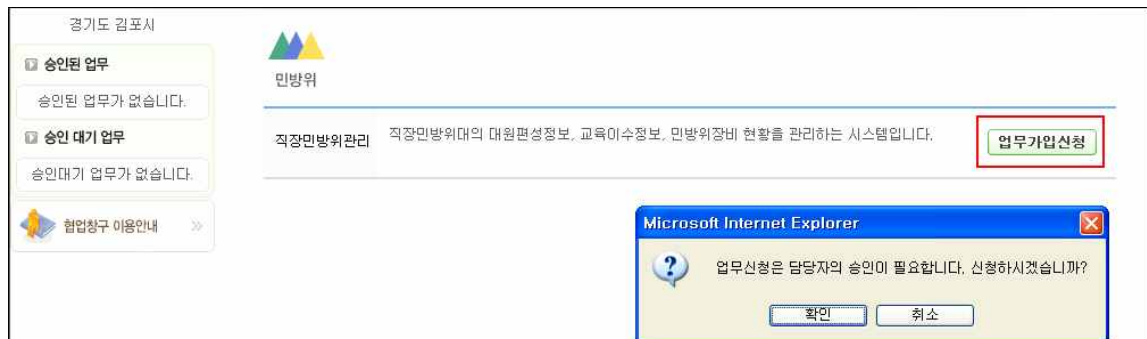 경기도 김포시
승인된 업무
승인된 업무가 없습니다.
승인 대기 업무
승인대기 업무가 없습니다.
협업창구 이용안내
민방위
직장민방위관리
직장민방위대의 대원편성정보, 교육이수정보, 민방위장비 현황을 관리하는 시스템입니다.
업무가입신청
Microsoft Internet Explorer
업무신청은 담당자의 승인이 필요합니다. 신청하시겠습니까?
확인
취소